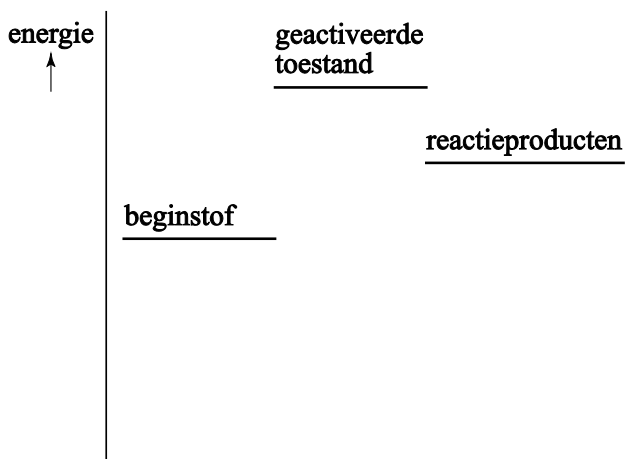 energie
geactiveerde
toestand
reactieproducten
beginstof